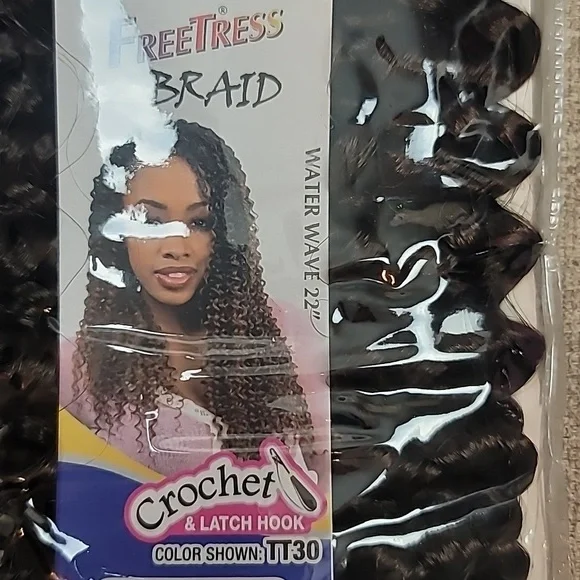 FREETRESS®
BRAID
WATER WAVE 22"
Crochet
& LATCH HOOK
COLOR SHOWN: TT30